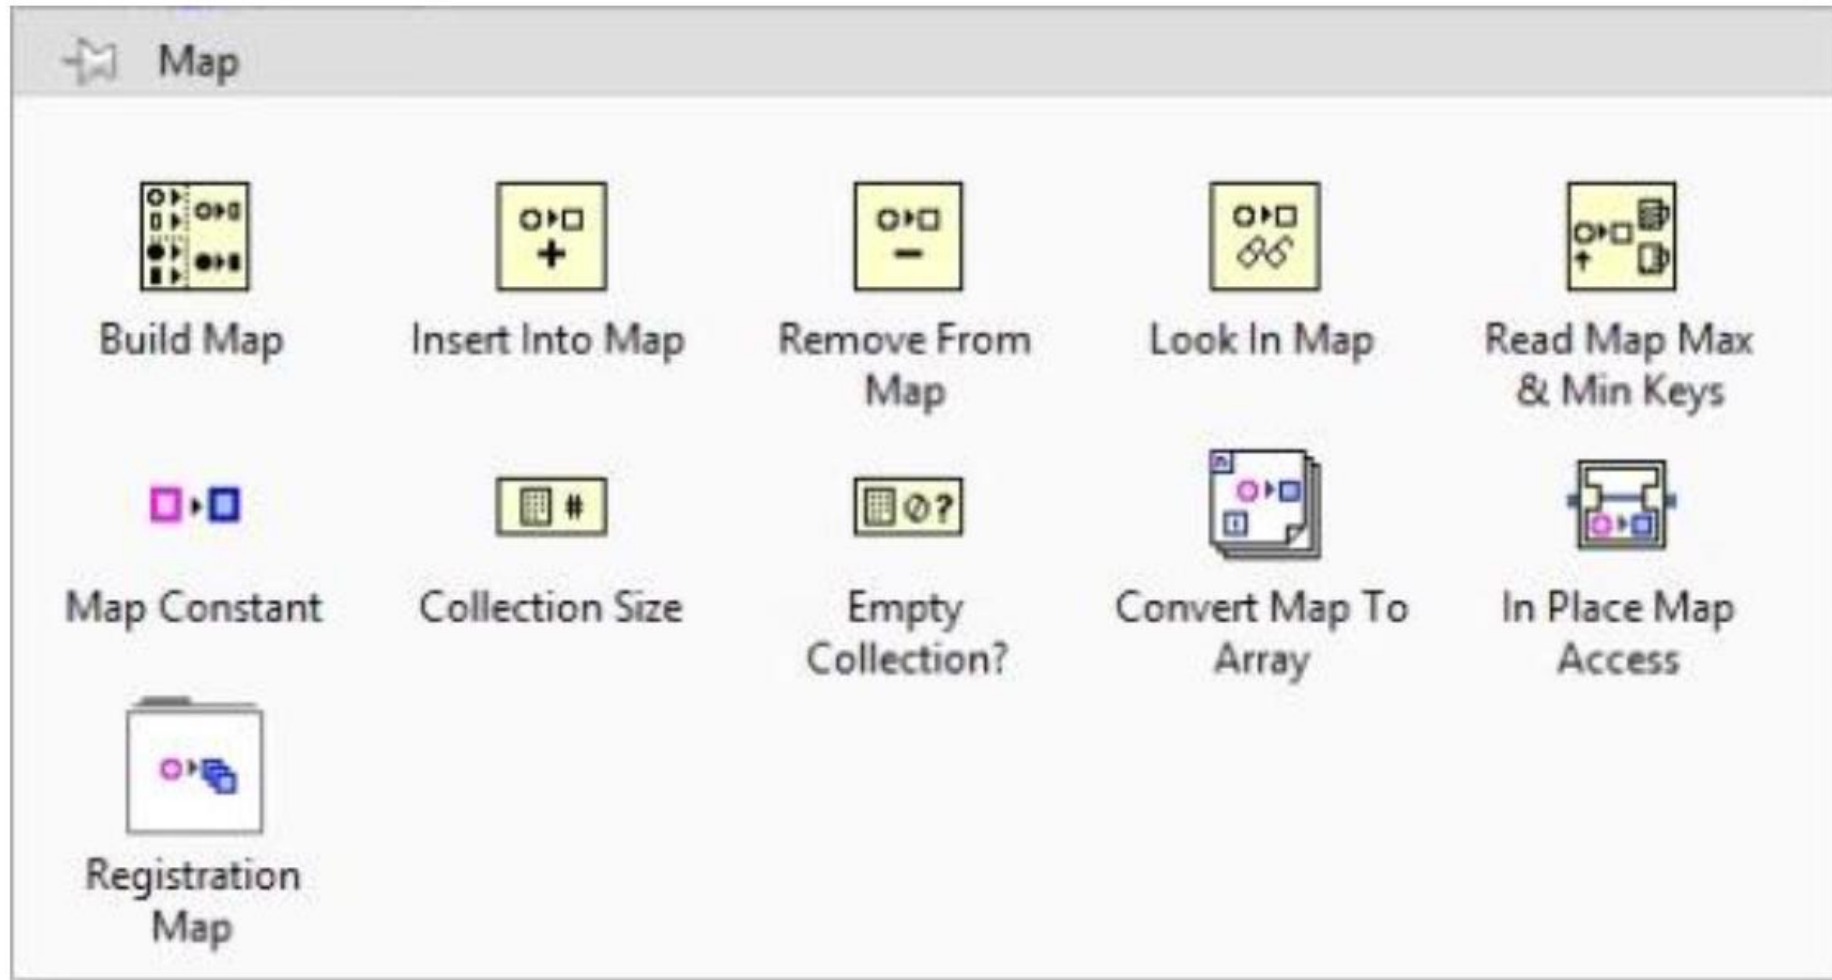 Map
Build Map
Insert Into Map
Remove From
Map
Look In Map
Read Map Max
& Min Keys
Map Constant
Collection Size
Empty
Collection?
Convert Map To
Array
In Place Map
Access
Registration
Map